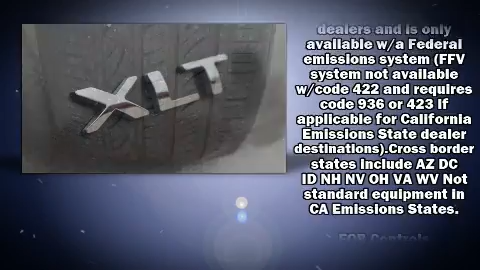 XLT
dealers and is only
available w/a Federal
emissions system (FFV
system not available
w/code 422 and requires
code 936 or 423 if
applicable for California
Emissions State dealer
destinations).Cross border
states include AZ DC
ID NH NV OH VA WV Not
standard equipment in
CA Emissions States.
EGR Controls